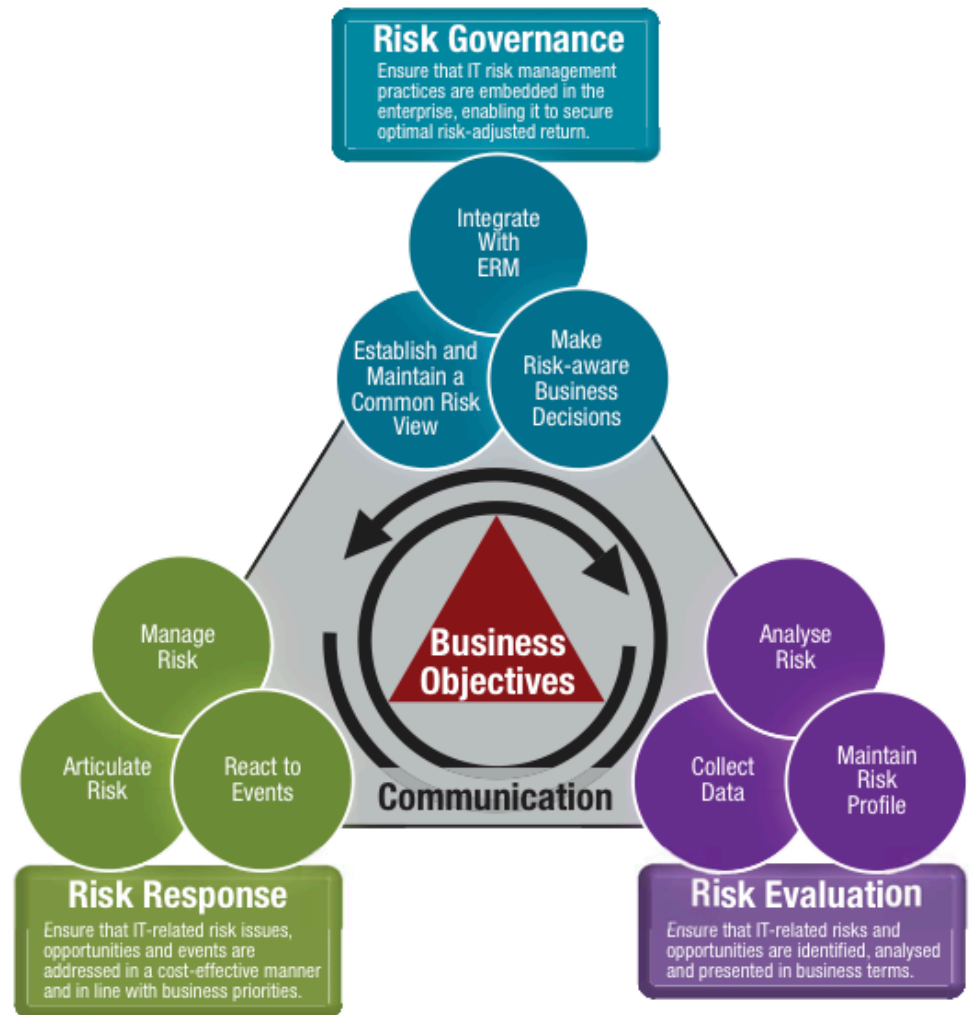 Risk Governance
Ensure that IT risk management
practices are embedded in the
enterprise, enabling it to secure
optimal risk-adjusted return.
Integrate
With
ERM
Establish and
Maintain a
Common Risk
View
Make
Risk-aware
Business
Decisions
Business
Objectives
Communication
Manage
Risk
Articulate
Risk
React to
Events
Risk Response
Ensure that IT-related risk issues,
opportunities and events are
addressed in a cost-effective manner
and in line with business priorities.
Analyse
Risk
Collect
Data
Maintain
Risk
Profile
Risk Evaluation
Ensure that IT-related risks and
opportunities are identified, analysed
and presented in business terms.